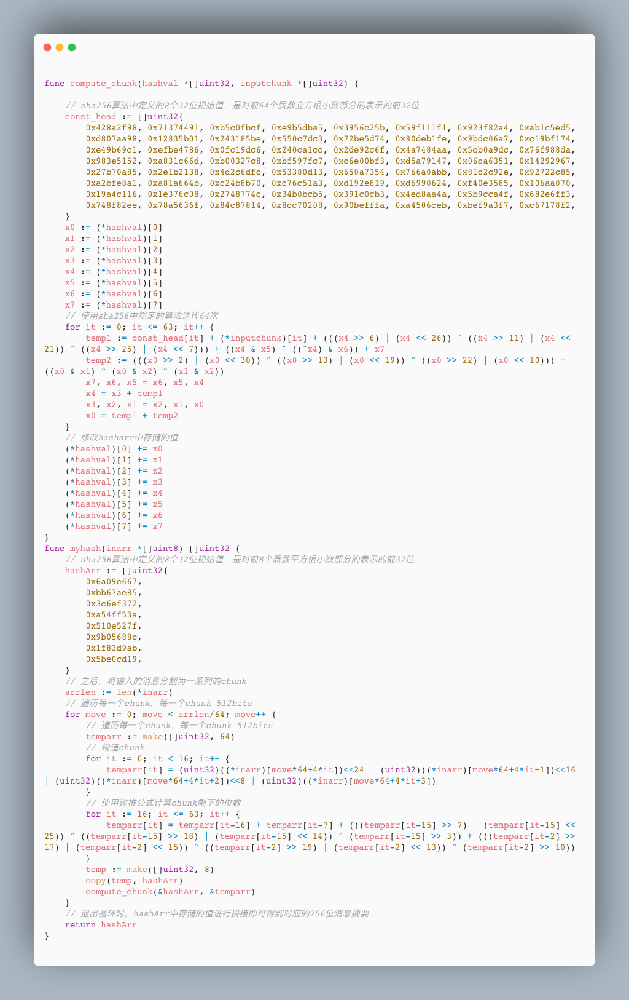 func compute_chunk(hashval *[]uint32, inputchunk *[]uint32) {
// sha256算法中定义的8个32位初始值，是对前64个质数立方根小数部分的表示的前32位
const_head := []uint32{
0x428a2f98, 0x71374491, 0xb5c0fbcf, 0xe9b5dba5, 0x3956c25b, 0x59f111f1, 0x923f82a4, 0xab1c5ed5,
0xd807aa98, 0x12835b01, 0x243185be, 0x550c7dc3, 0x72be5d74, 0x80deb1fe, 0x9bdc06a7, 0xc19bf174,
0xe49b69c1, 0xefbe4786, 0x0fc19dc6, 0x240ca1cc, 0x2de92c6f, 0x4a7484aa, 0x5cb0a9dc, 0x76f988da,
0x983e5152, 0xa831c66d, 0xb00327c8, 0xbf597fc7, 0xc6e00bf3, 0xd5a79147, 0x06ca6351, 0x14292967,
0x27b70a85, 0x2e1b2138, 0x4d2c6dfc, 0x53380d13, 0x650a7354, 0x766a0abb, 0x81c2c92e, 0x92722c85,
0xa2bfe8a1, 0xa81a664b, 0xc24b8b70, 0xc76c51a3, 0xd192e819, 0xd6990624, 0xf40e3585, 0x106aa070,
0x19a4c116, 0x1e376c08, 0x2748774c, 0x34b0bcb5, 0x391c0cb3, 0x4ed8aa4a, 0x5b9cca4f, 0x682e6ff3,
0x748f82ee, 0x78a5636f, 0x84c87814, 0x8cc70208, 0x90befffa, 0xa4506ceb, 0xbef9a3f7, 0xc67178f2,
}
x0 := (*hashval)[0]
x1 := (*hashval)[1]
x2 := (*hashval)[2]
x3 := (*hashval)[3]
x4 := (*hashval)[4]
x5 := (*hashval)[5]
x6 := (*hashval)[6]
x7 := (*hashval)[7]
// 使用sha256中规定的算法迭代64次
for it := 0; it <= 63; it++ {
temp1 := const_head[it] + (*inputchunk)[it] + (((x4 >> 6) | (x4 << 26)) ^ ((x4 >> 11) | (x4 <<
21)) ^ ((x4 >> 25) | (x4 << 7))) + ((x4 & x5) ^ ((^x4) & x6)) + x7
temp2 := (((x0 >> 2) | (x0 << 30)) ^ ((x0 >> 13) | (x0 << 19)) ^ ((x0 >> 22) | (x0 << 10))) +
((x0 & x1) ^ (x0 & x2) ^ (x1 & x2))
x7, x6, x5 = x6, x5, x4
x4 = x3 + temp1
x3, x2, x1 = x2, x1, x0
x0 = temp1 + temp2
}
// 修改hasharr中存储的值
(*hashval)[0] += x0
(*hashval)[1] += x1
(*hashval)[2] += x2
(*hashval)[3] += x3
(*hashval)[4] += x4
(*hashval)[5] += x5
(*hashval)[6] += x6
(*hashval)[7] += x7
}
func myhash(inarr *[]uint8) []uint32 {
// sha256算法中定义的8个32位初始值，是对前8个质数平方根小数部分的表示的前32位
hashArr := []uint32{
0x6a09e667,
0xbb67ae85,
0x3c6ef372,
0xa54ff53a,
0x510e527f,
0x9b05688c,
0x1f83d9ab,
0x5be0cd19,
}
// 之后，将输入的消息分割为一系列的chunk
arrlen := len(*inarr)
// 遍历每一个chunk，每一个chunk 512bits
for move := 0; move < arrlen/64; move++ {
// 遍历每一个chunk，每一个chunk 512bits
temparr := make([]uint32, 64)
// 构造chunk
for it := 0; it < 16; it++ {
temparr[it] = (uint32)((*inarr)[move*64+4*it])<<24 | (uint32)((*inarr)[move*64+4*it+1])<<16
| (uint32)((*inarr)[move*64+4*it+2])<<8 | (uint32)((*inarr)[move*64+4*it+3])
}
// 使用递推公式计算chunk剩下的位数
for it := 16; it <= 63; it++ {
temparr[it] = temparr[it-16] + temparr[it-7] + (((temparr[it-15] >> 7) | (temparr[it-15] <<
25)) ^ ((temparr[it-15] >> 18) | (temparr[it-15] << 14)) ^ (temparr[it-15] >> 3)) + (((temparr[it-2] >>
17) | (temparr[it-2] << 15)) ^ ((temparr[it-2] >> 19) | (temparr[it-2] << 13)) ^ (temparr[it-2] >> 10))
}
temp := make([]uint32, 8)
copy(temp, hashArr)
compute_chunk(&hashArr, &temparr)
}
// 退出循环时，hashArr中存储的值进行拼接即可得到对应的256位消息摘要
return hashArr
}